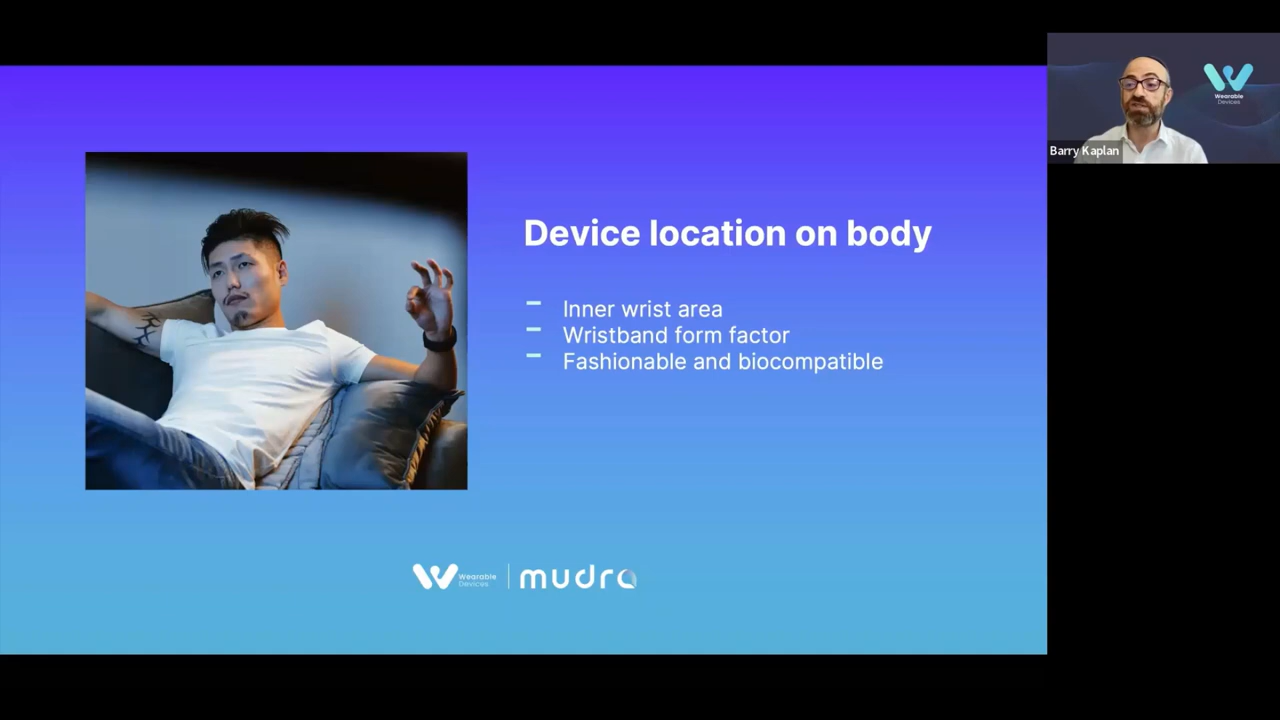 Device location on body
Inner wrist area
Wristband form factor
Fashionable and biocompatible
Wearable
Devices
mudra
Wearable
Devices
Barry Kaplan